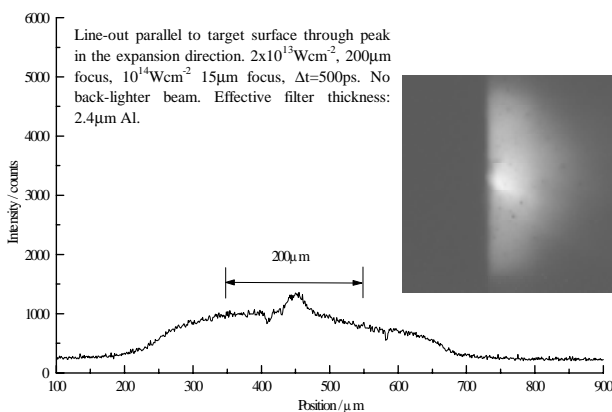 Line-out parallel to target surface through peak
in the expansion direction. 2x10¹³Wcm⁻², 200μm
focus, 10¹⁴Wcm⁻² 15μm focus, Δt=500ps. No
back-lighter beam. Effective filter thickness:
2.4μm Al.
6000
5000
4000
3000
2000
1000
0
Intensity / counts
200μm
100 200 300 400 500 600 700 800 900
Position / μm